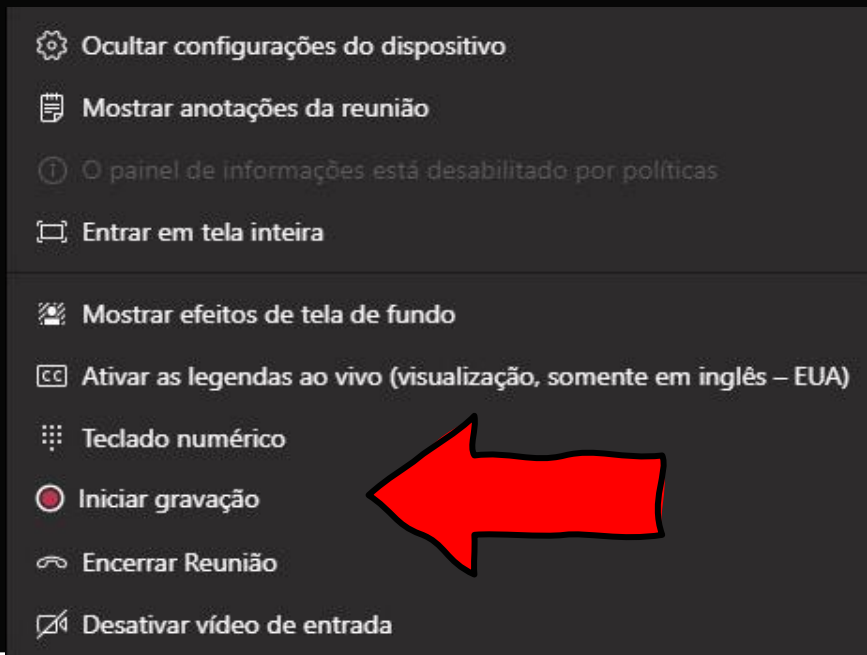 Ocultar configurações do dispositivo
Mostrar anotações da reunião
O painel de informações está desabilitado por políticas
Entrar em tela inteira
Mostrar efeitos de tela de fundo
CC Ativar as legendas ao vivo (visualização, somente em inglês – EUA)
Teclado numérico
Iniciar gravação
Encerrar Reunião
Desativar vídeo de entrada